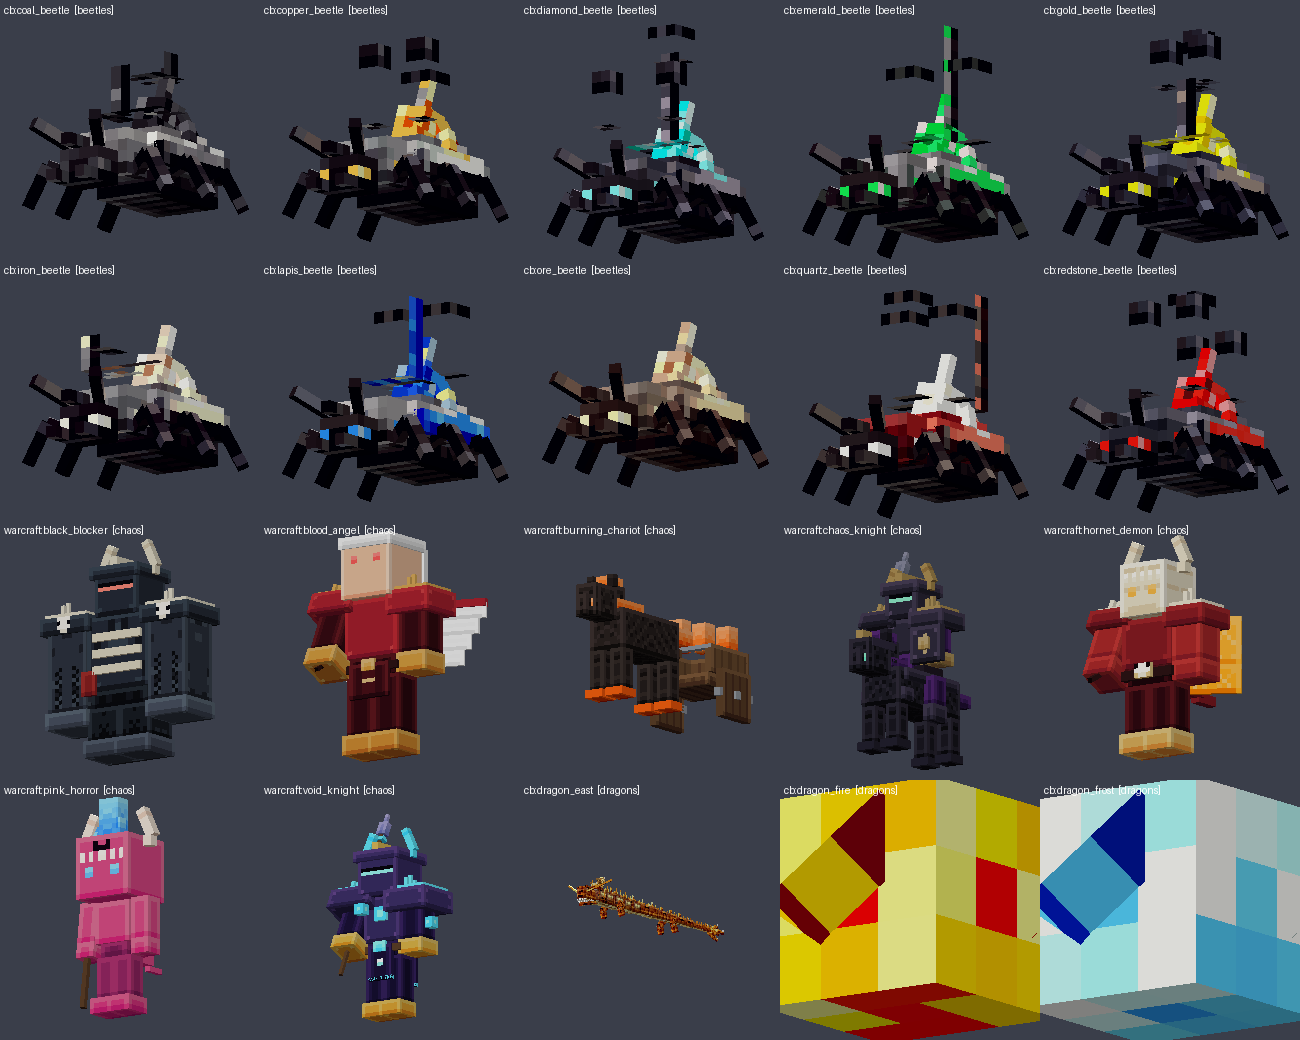 cb:coal_beetle [beetles]
cb:copper_beetle [beetles]
cb:diamond_beetle [beetles]
cb:emerald_beetle [beetles]
cb:gold_beetle [beetles]
cb:iron_beetle [beetles]
cb:lapis_beetle [beetles]
cb:ore_beetle [beetles]
cb:quartz_beetle [beetles]
cb:redstone_beetle [beetles]
warcraft:black_blocker [chaos]
warcraft:blood_angel [chaos]
warcraft:burning_chariot [chaos]
warcraft:chaos_knight [chaos]
warcraft:hornet_demon [chaos]
warcraft:pink_horror [chaos]
warcraft:void_knight [chaos]
cb:dragon_east [dragons]
cb:dragon_fire [dragons]
cb:dragon_frost [dragons]